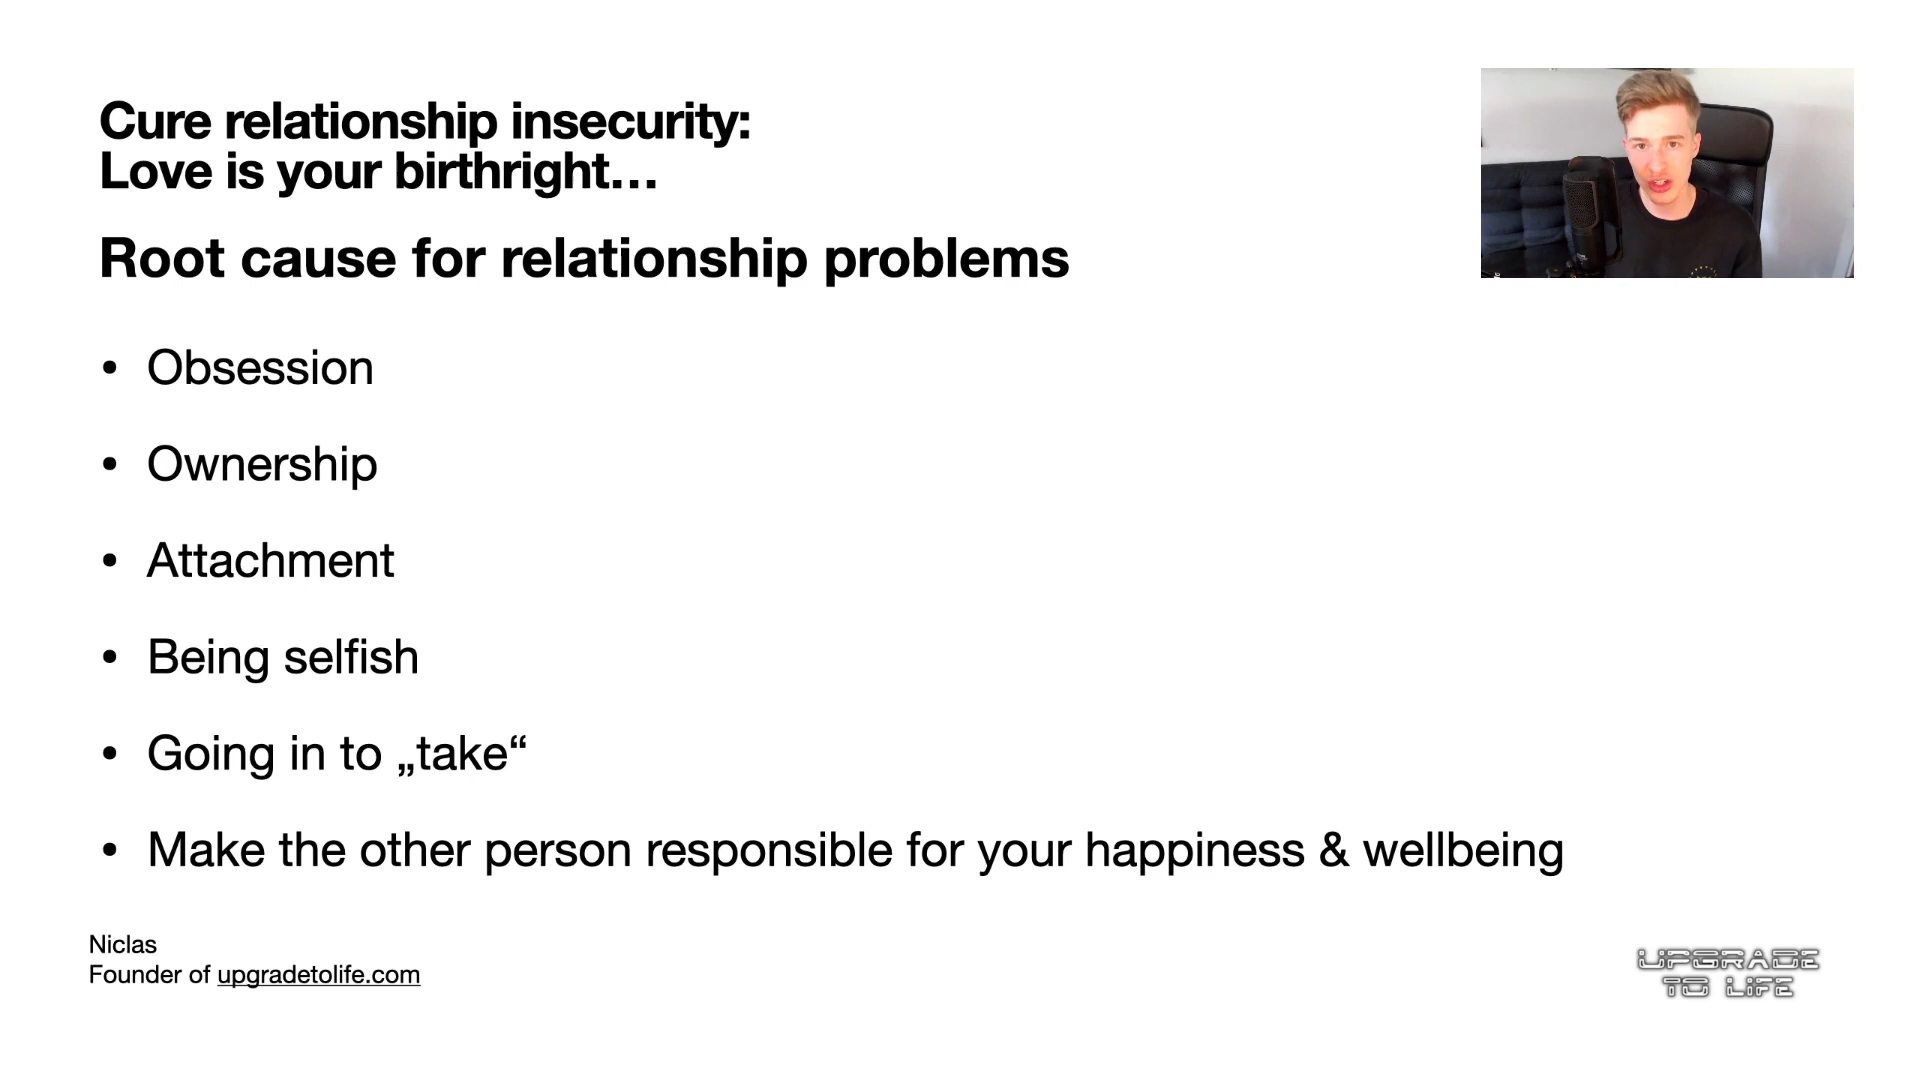 Cure relationship insecurity:
Love is your birthright…
Root cause for relationship problems
• Obsession
• Ownership
• Attachment
• Being selfish
• Going in to „take“
• Make the other person responsible for your happiness & wellbeing
Niclas
Founder of upgradetolife.com
UPGRADE
TO LIFE